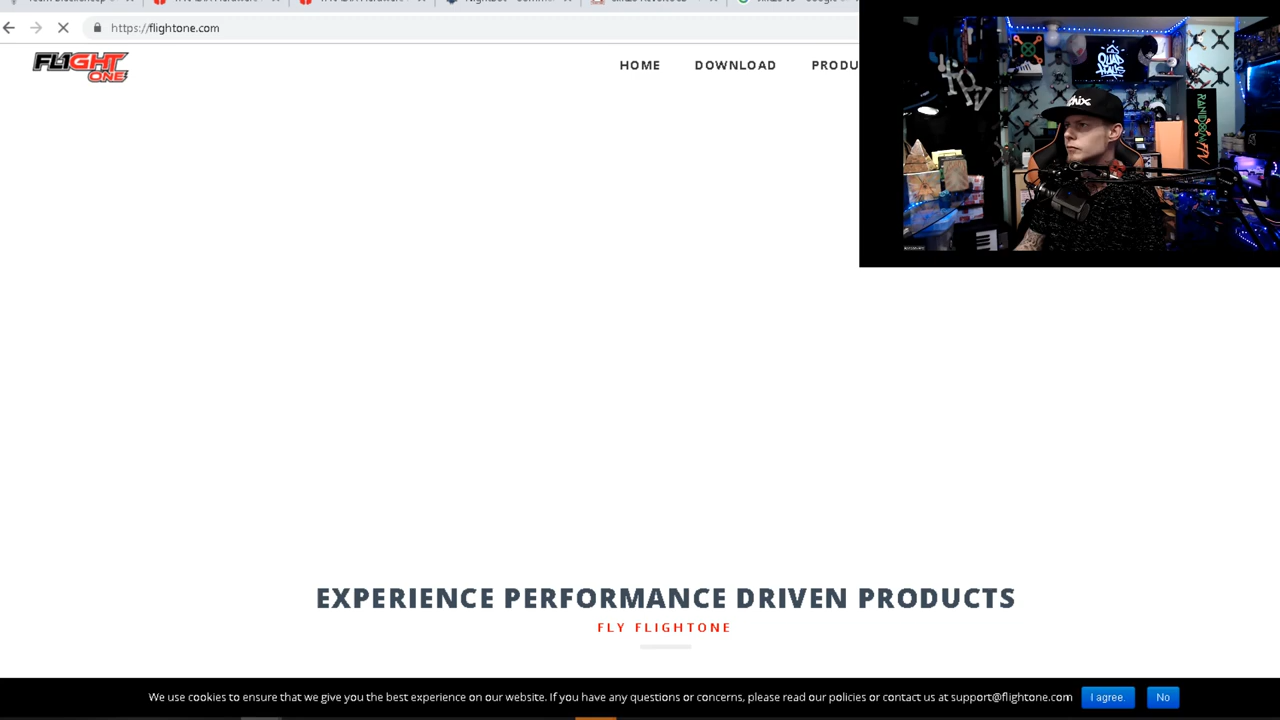 https://flightone.com
FLIGHT
ONE
HOME
DOWNLOAD
PRODU
QUAD
EXPERIENCE PERFORMANCE DRIVEN PRODUCTS
FLY FLIGHTONE
We use cookies to ensure that we give you the best experience on our website. If you have any questions or concerns, please read our policies or contact us at support@flightone.com
I agree.
No